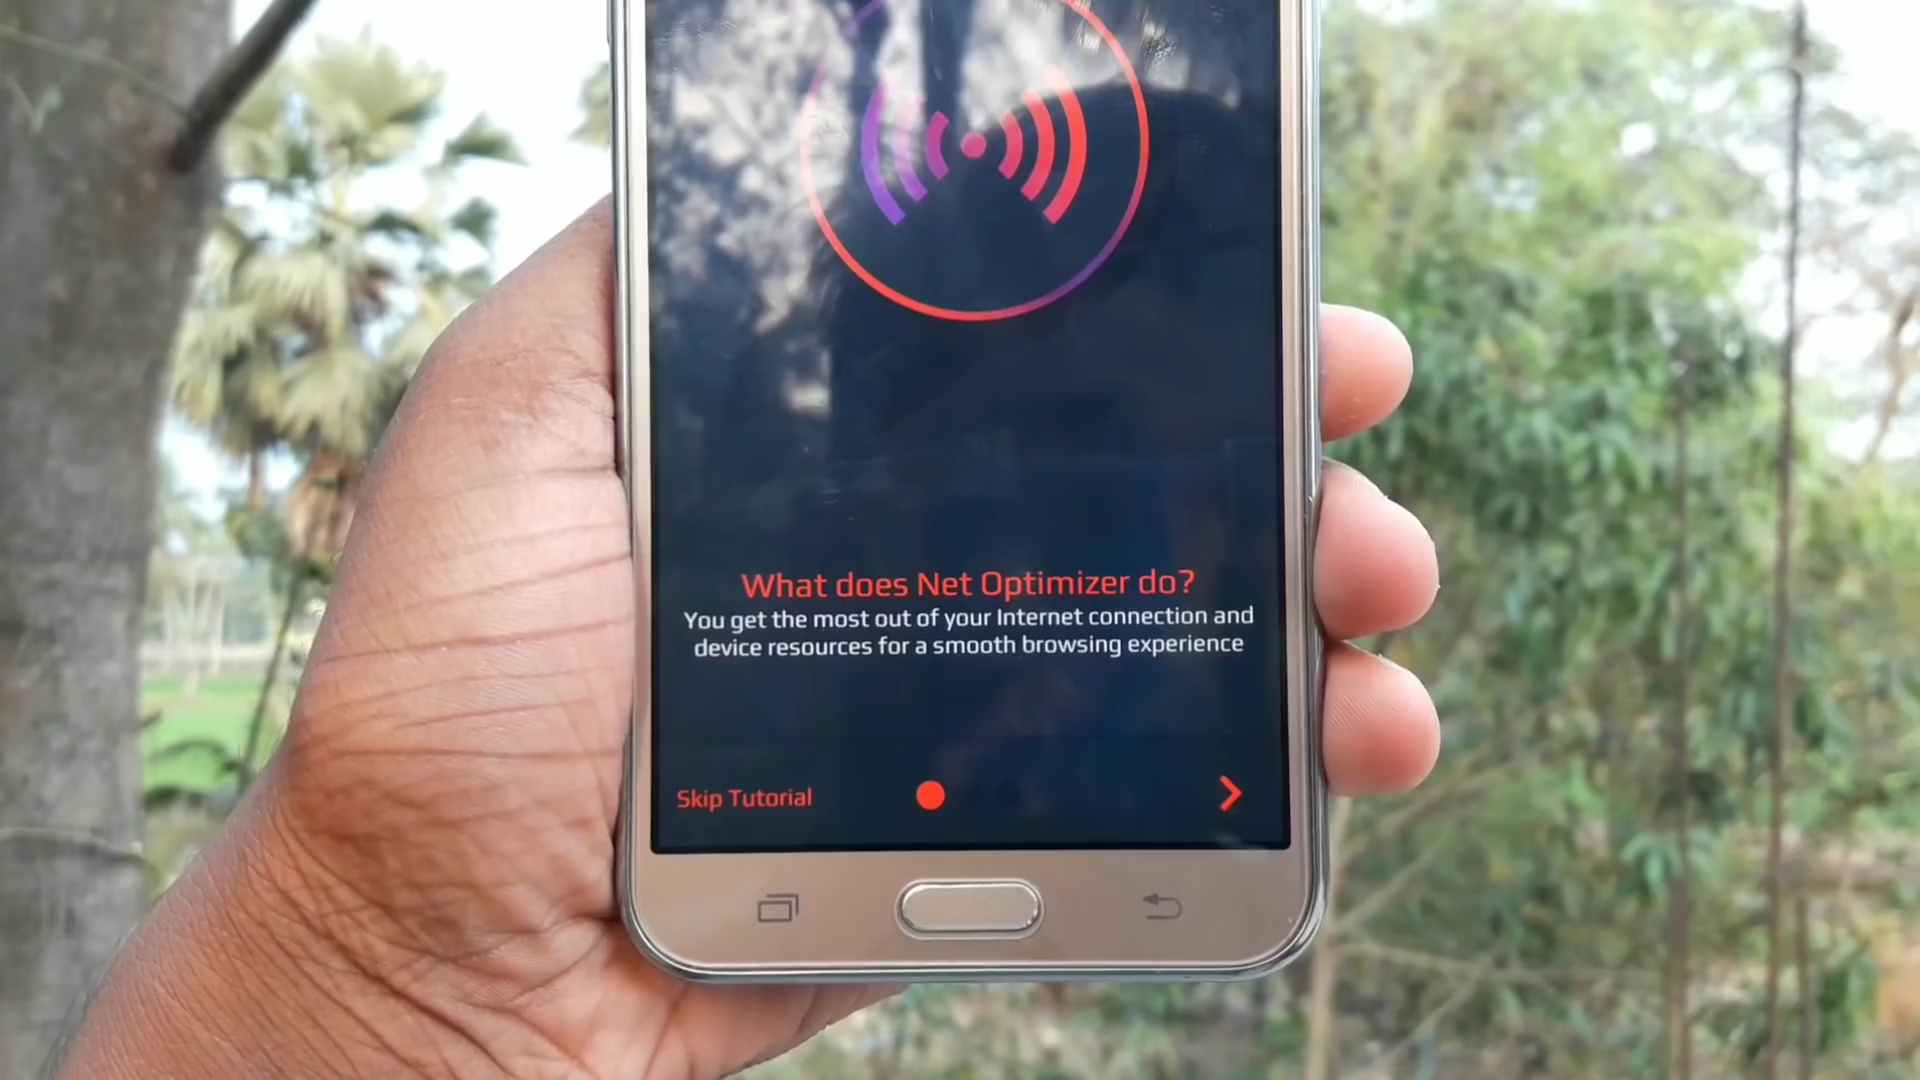 What does Net Optimizer do?
You get the most out of your Internet connection and
device resources for a smooth browsing experience
Skip Tutorial